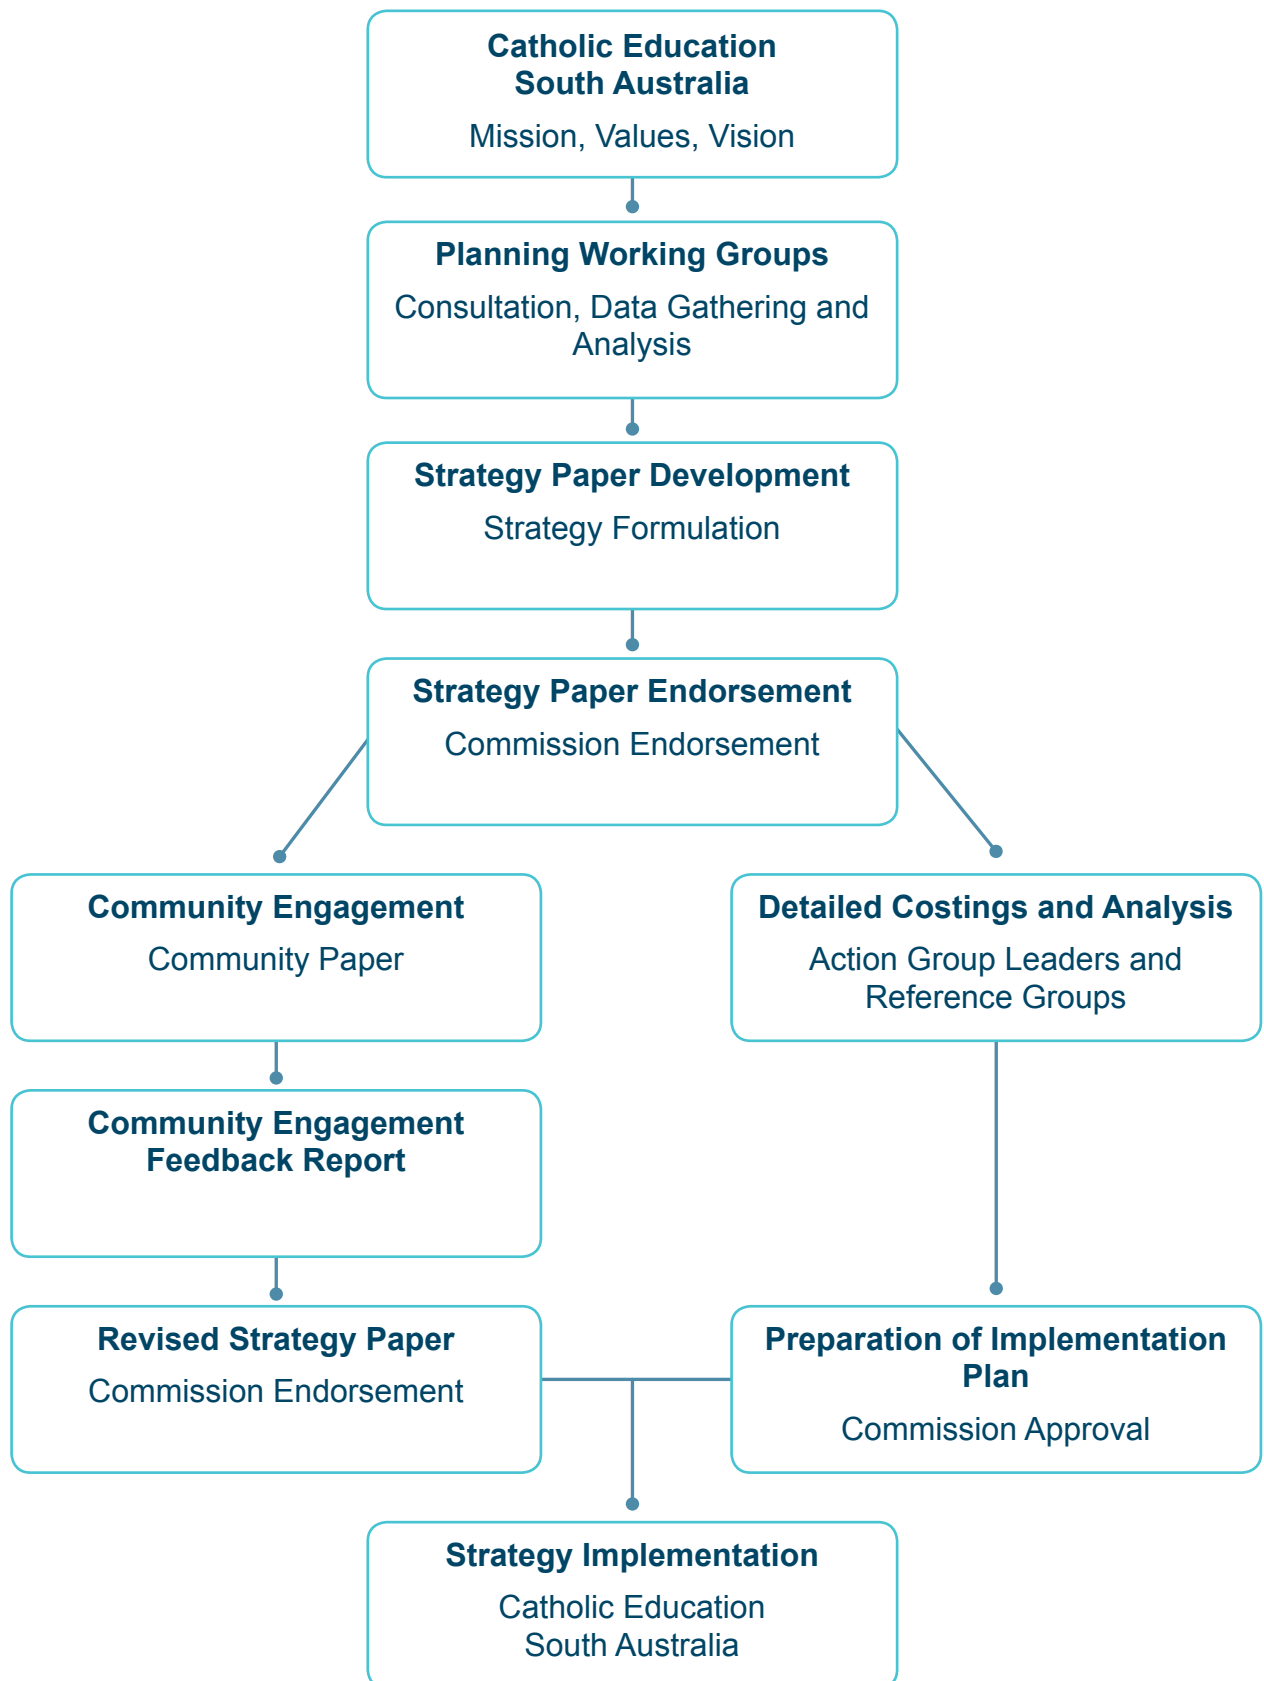 Catholic Education
South Australia
Mission, Values, Vision
Planning Working Groups
Consultation, Data Gathering and
Analysis
Strategy Paper Development
Strategy Formulation
Strategy Paper Endorsement
Commission Endorsement
Community Engagement
Community Paper
Detailed Costings and Analysis
Action Group Leaders and
Reference Groups
Community Engagement
Feedback Report
Revised Strategy Paper
Commission Endorsement
Preparation of Implementation
Plan
Commission Approval
Strategy Implementation
Catholic Education
South Australia